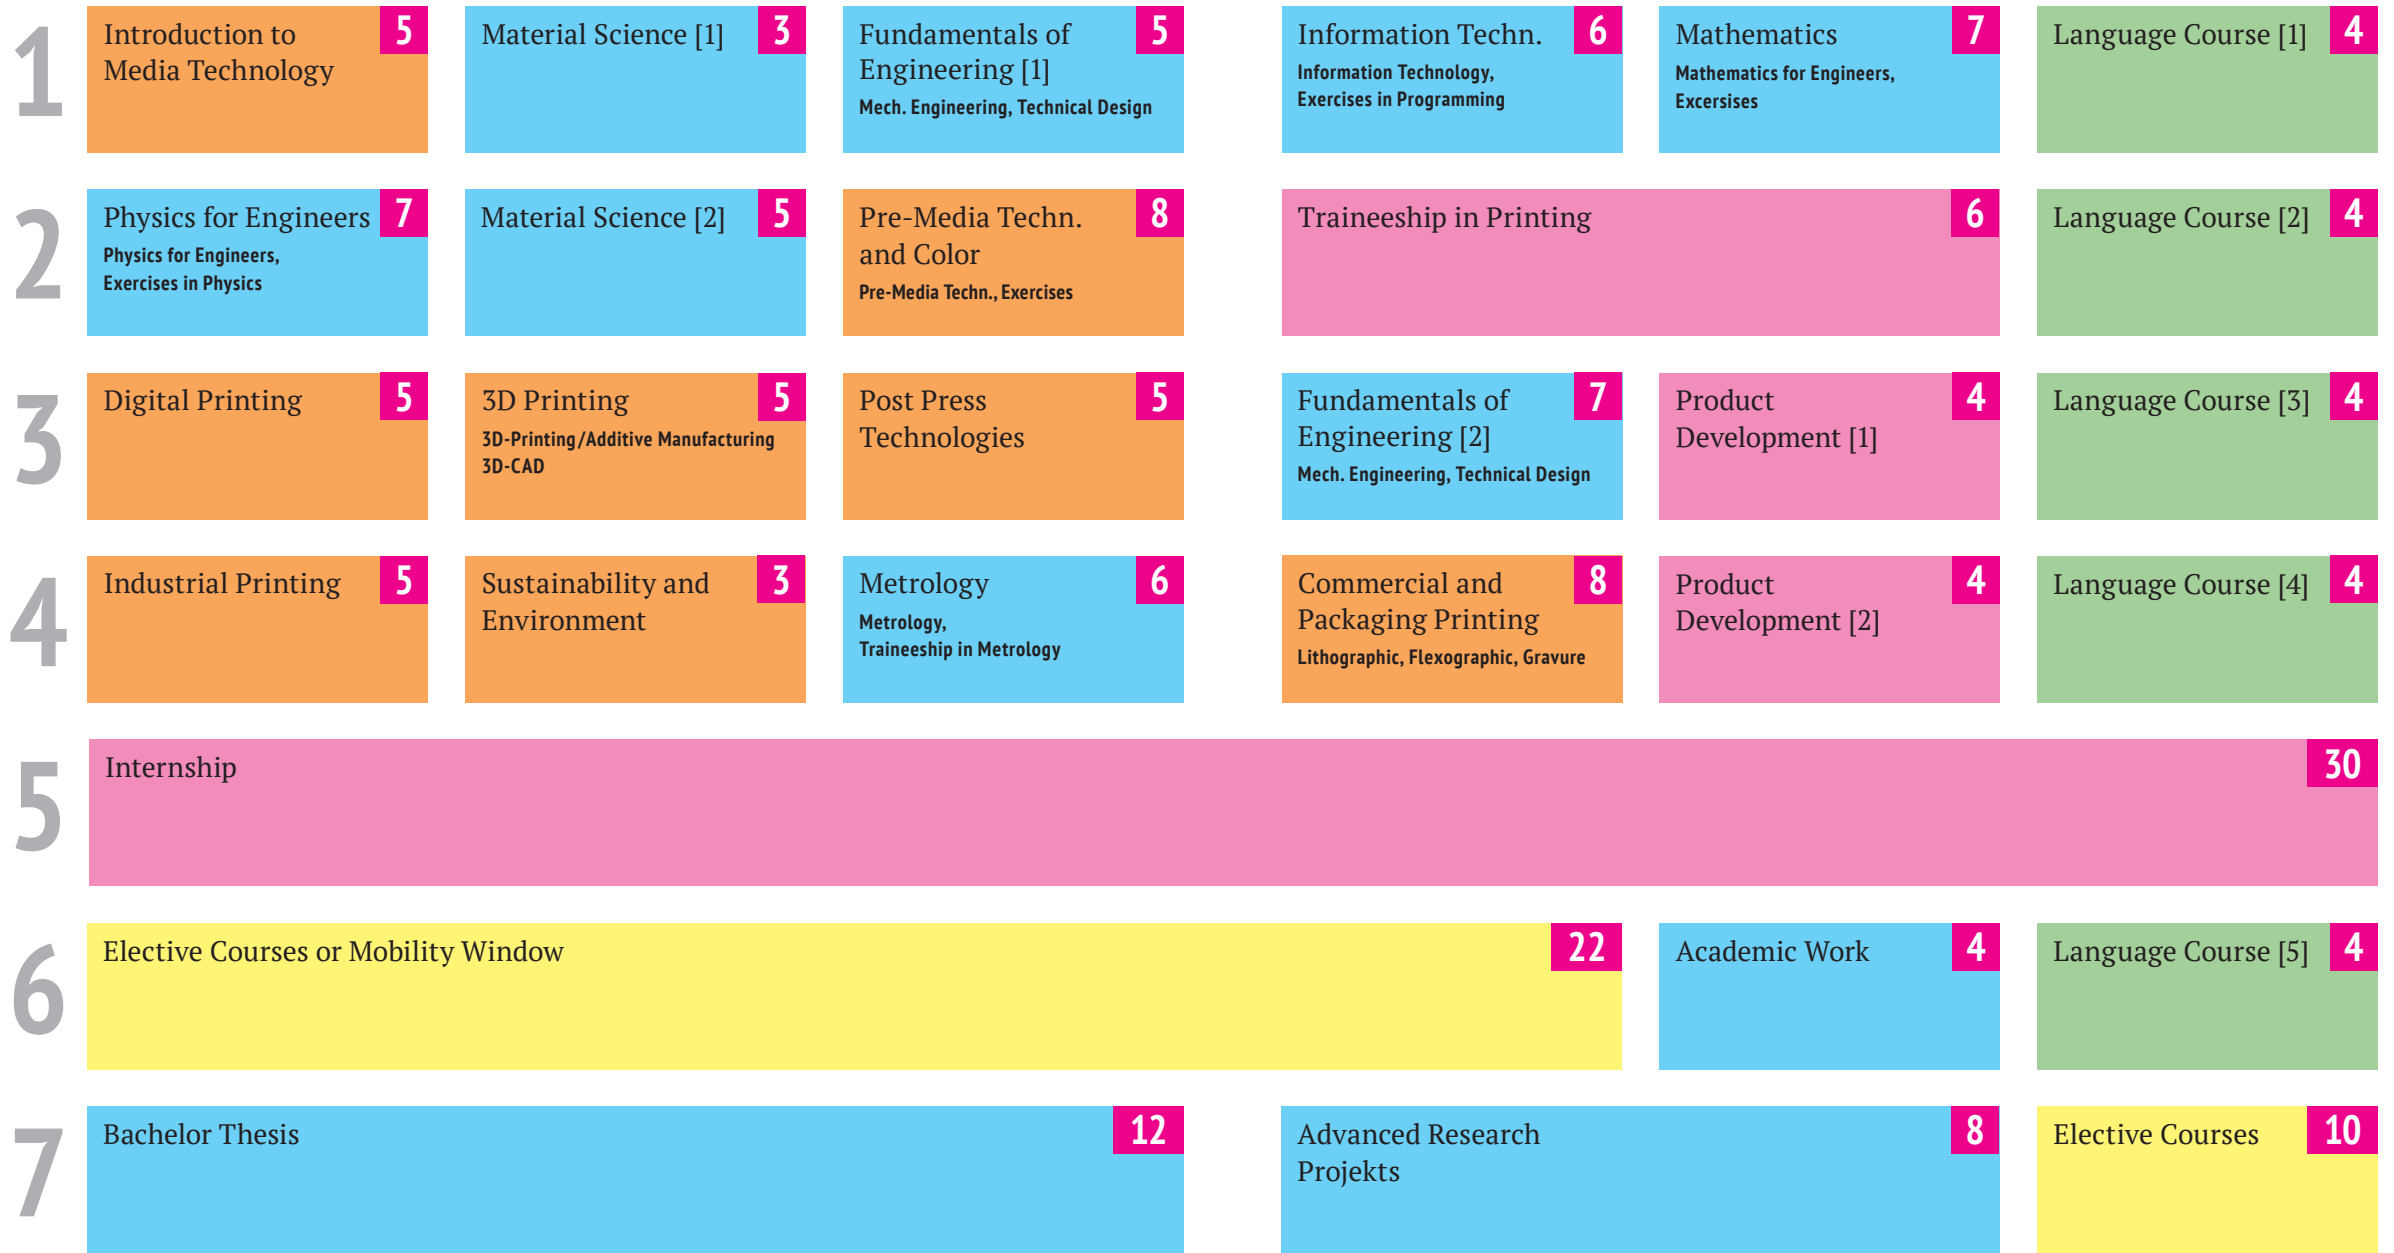 1
Introduction to
Media Technology
5
Material Science [1]
3
Fundamentals of
Engineering [1]
Mech. Engineering, Technical Design
5
Information Techn.
Information Technology,
Exercises in Programming
6
Mathematics
Mathematics for Engineers,
Excersises
7
Language Course [1]
4
2
Physics for Engineers
Physics for Engineers,
Exercises in Physics
7
Material Science [2]
5
Pre-Media Techn.
and Color
Pre-Media Techn., Exercises
8
Traineeship in Printing
6
Language Course [2]
4
3
Digital Printing
5
3D Printing
3D-Printing/Additive Manufacturing
3D-CAD
5
Post Press
Technologies
5
Fundamentals of
Engineering [2]
Mech. Engineering, Technical Design
7
Product
Development [1]
4
Language Course [3]
4
4
Industrial Printing
5
Sustainability and
Environment
3
Metrology
Metrology,
Traineeship in Metrology
6
Commercial and
Packaging Printing
Lithographic, Flexographic, Gravure
8
Product
Development [2]
4
Language Course [4]
4
5
Internship
30
6
Elective Courses or Mobility Window
22
Academic Work
4
Language Course [5]
4
7
Bachelor Thesis
12
Advanced Research
Projekts
8
Elective Courses
10